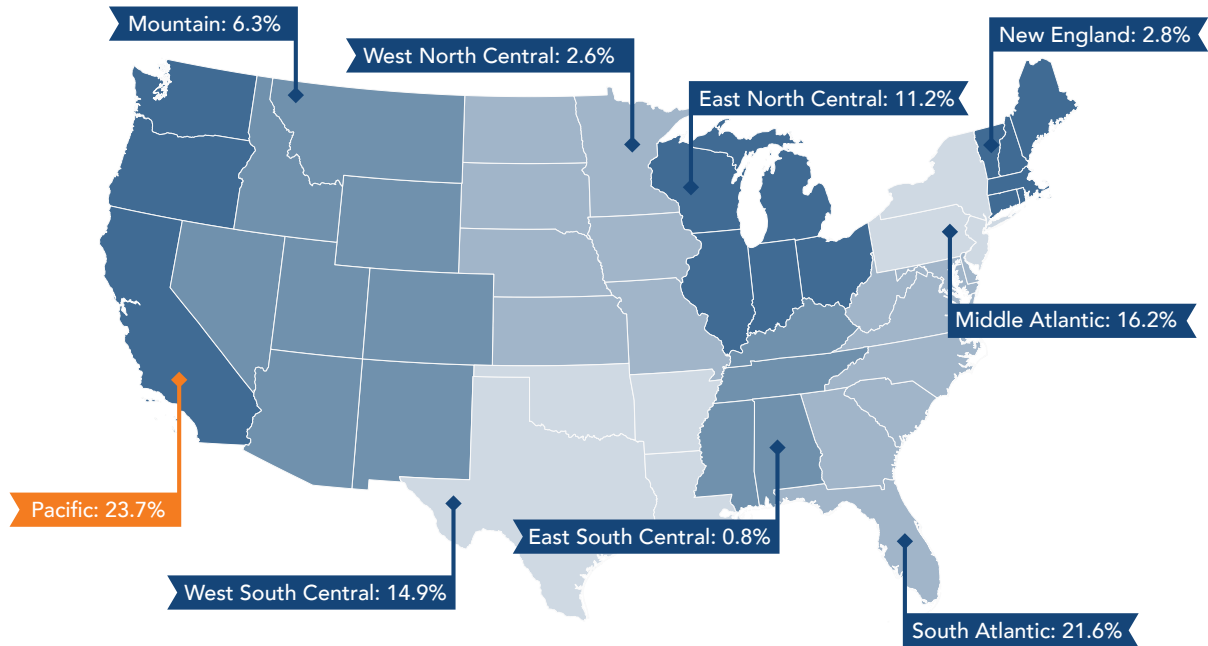 Mountain: 6.3%
New England: 2.8%
West North Central: 2.6%
East North Central: 11.2%
Middle Atlantic: 16.2%
Pacific: 23.7%
East South Central: 0.8%
West South Central: 14.9%
South Atlantic: 21.6%